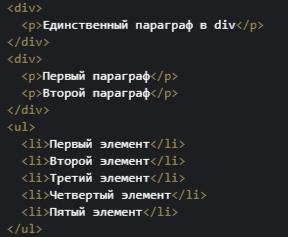 <div>
  <p>Единственный параграф в div</p>
</div>
<div>
  <p>Первый параграф</p>
  <p>Второй параграф</p>
</div>
<ul>
  <li>Первый элемент</li>
  <li>Второй элемент</li>
  <li>Третий элемент</li>
  <li>Четвертый элемент</li>
  <li>Пятый элемент</li>
</ul>